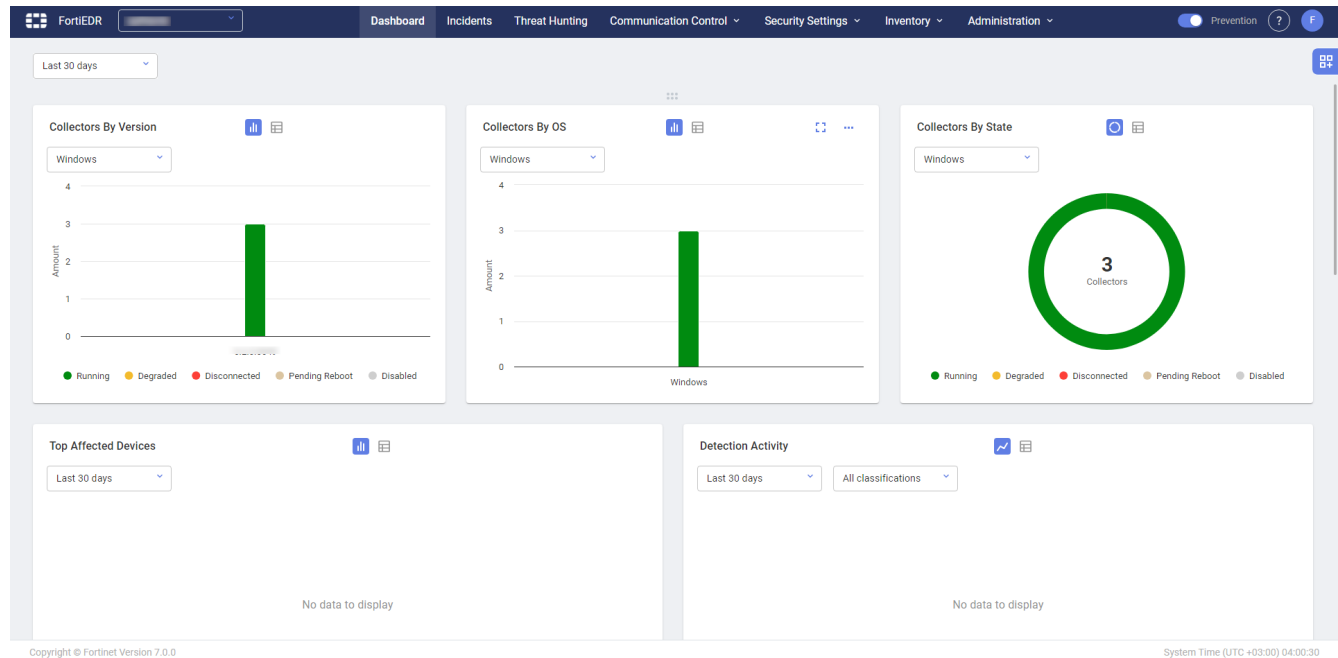 FortiEDR
Dashboard
Incidents
Threat Hunting
Communication Control
Security Settings
Inventory
Administration
Prevention
?
F
Last 30 days
Collectors By Version
Windows
4
3
2
1
0
Amount
Running
Degraded
Disconnected
Pending Reboot
Disabled
Collectors By OS
Windows
4
3
2
1
0
Amount
Windows
Collectors By State
Windows
3
Collectors
Running
Degraded
Disconnected
Pending Reboot
Disabled
Top Affected Devices
Last 30 days
No data to display
Detection Activity
Last 30 days
All classifications
No data to display
Copyright © Fortinet Version 7.0.0
System Time (UTC +03:00) 04:00:30